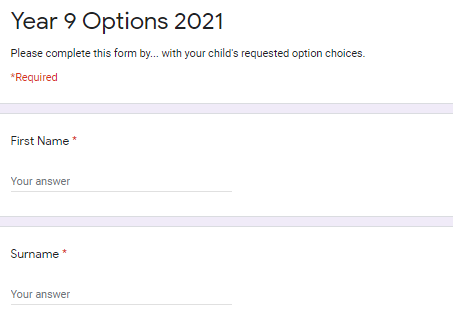 Year 9 Options 2021
Please complete this form by... with your child's requested option choices.
*Required
First Name *
Your answer
Surname *
Your answer